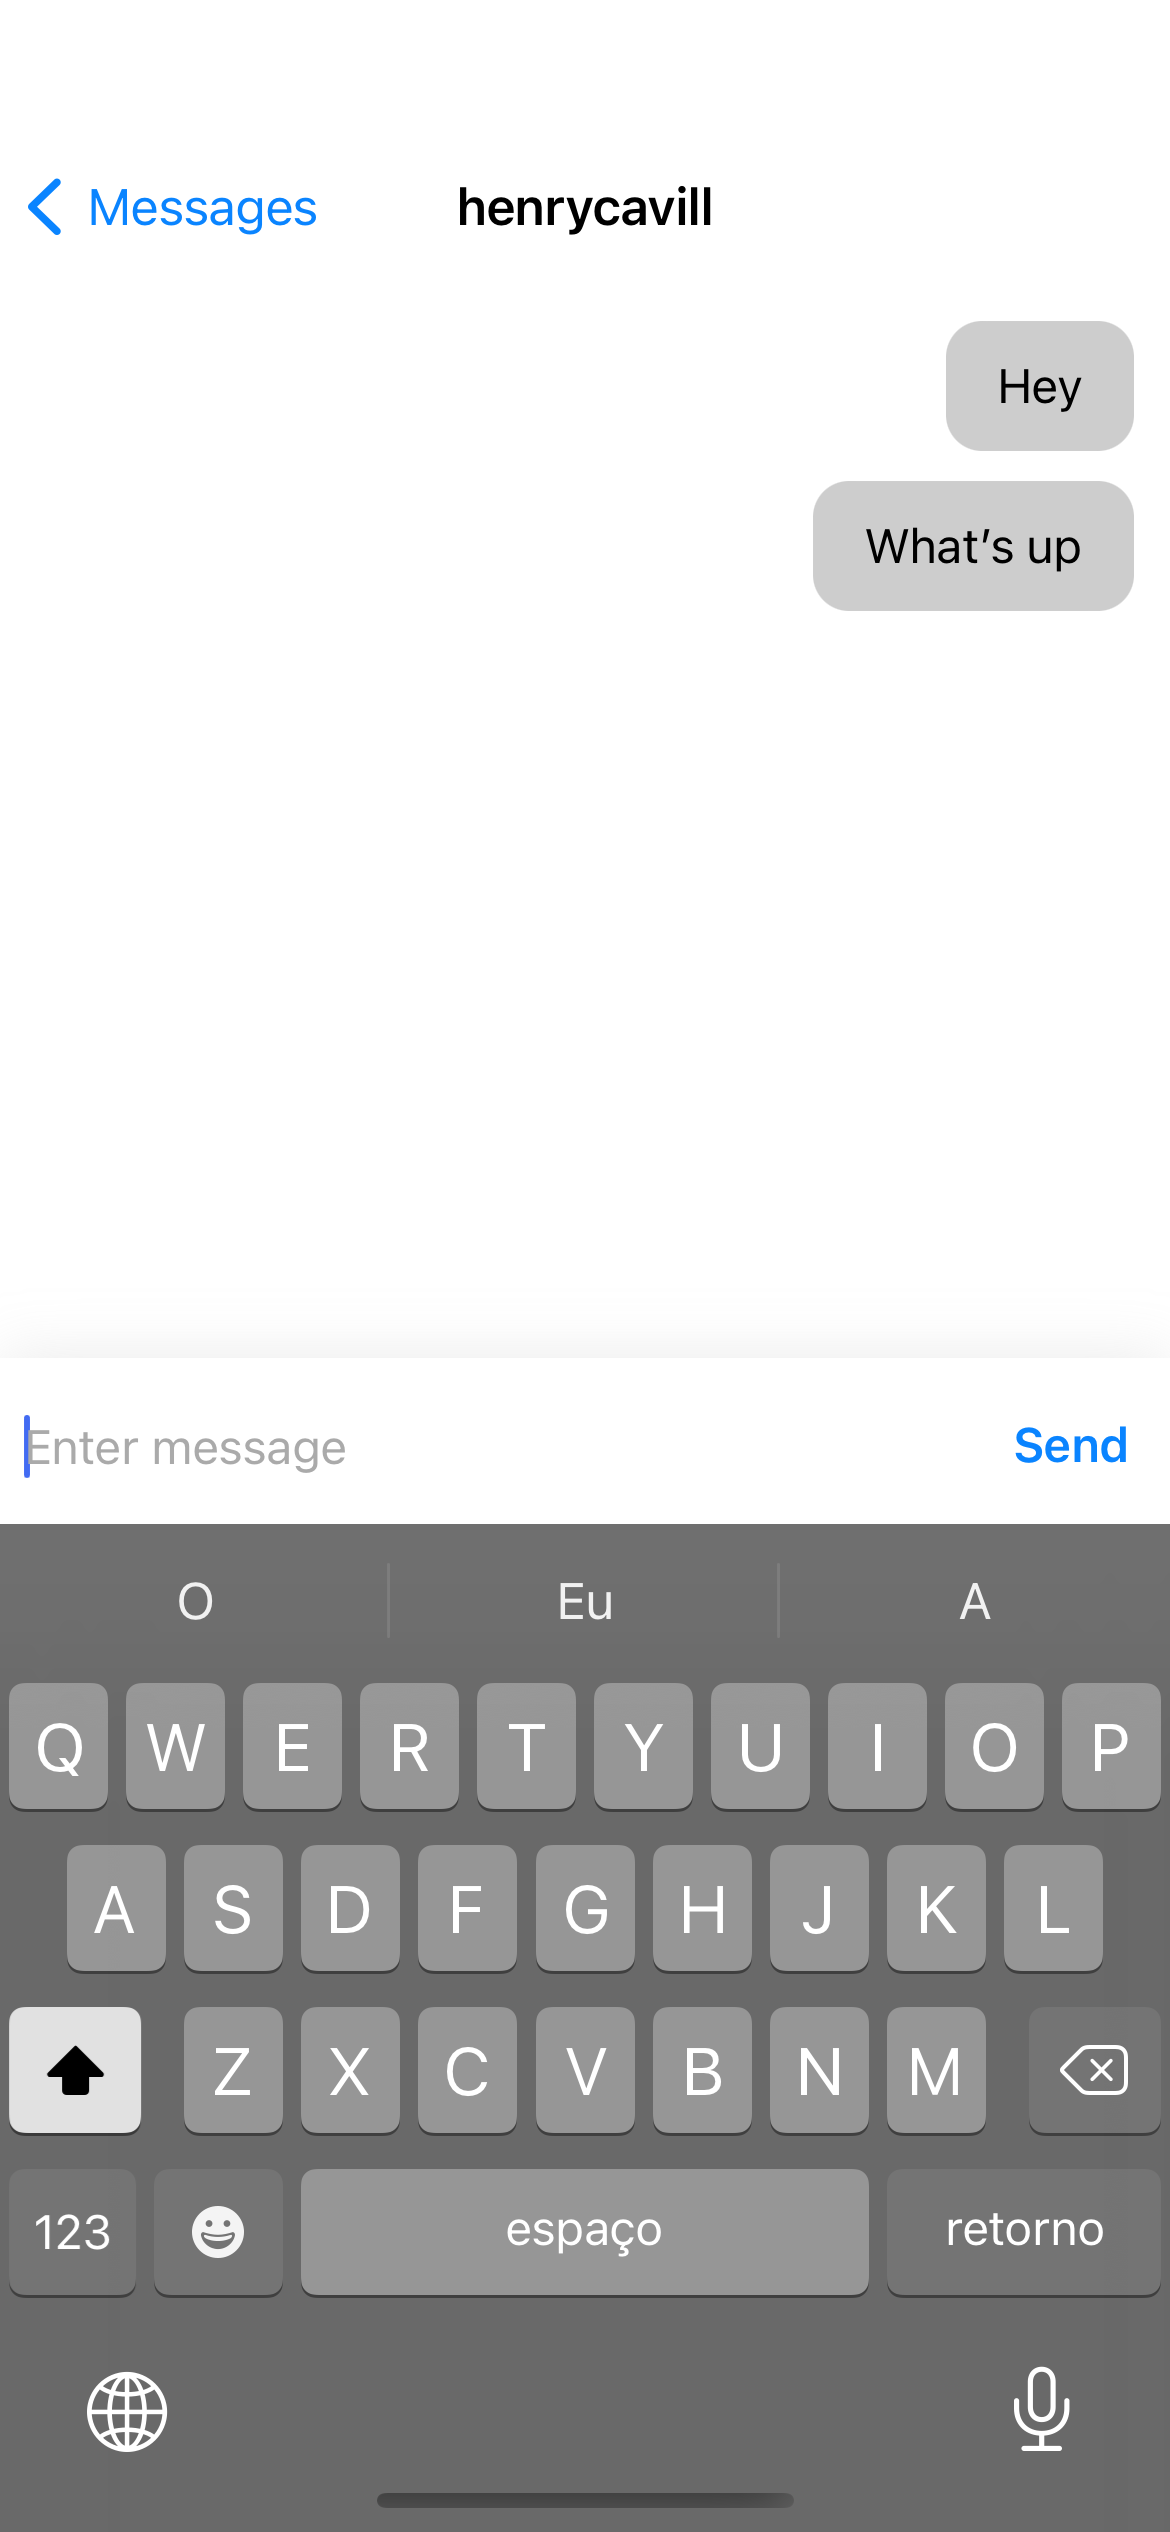 Messages henrycavill
Hey
What’s up
Enter message Send
O Eu A
Q W E R T Y U I O P
A S D F G H J K L
Z X C V B N M
123 espaço retorno